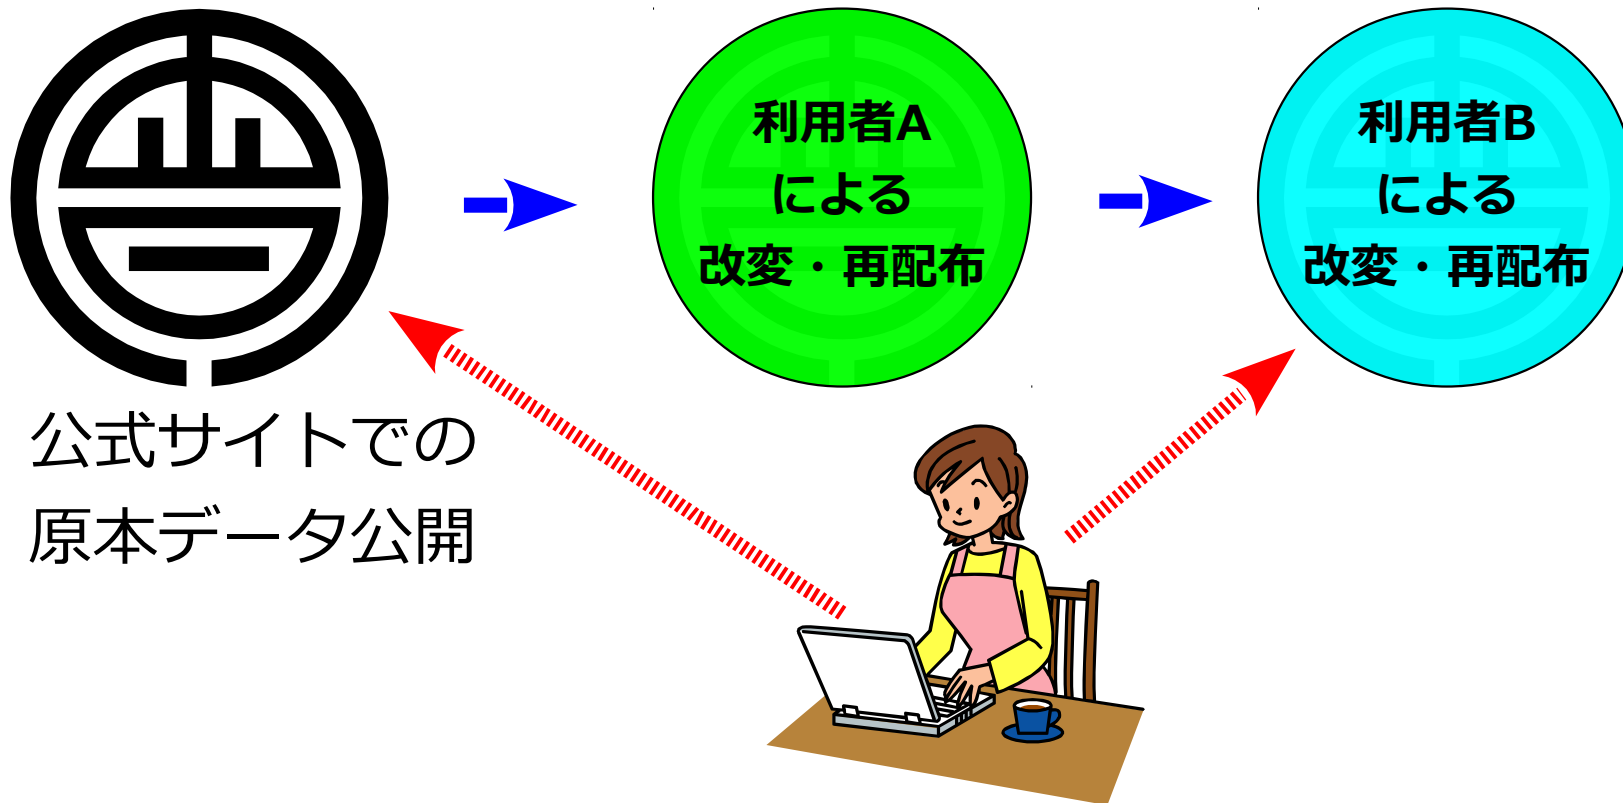 利用者A
による
改変・再配布
利用者B
による
改変・再配布
公式サイトでの
原本データ公開